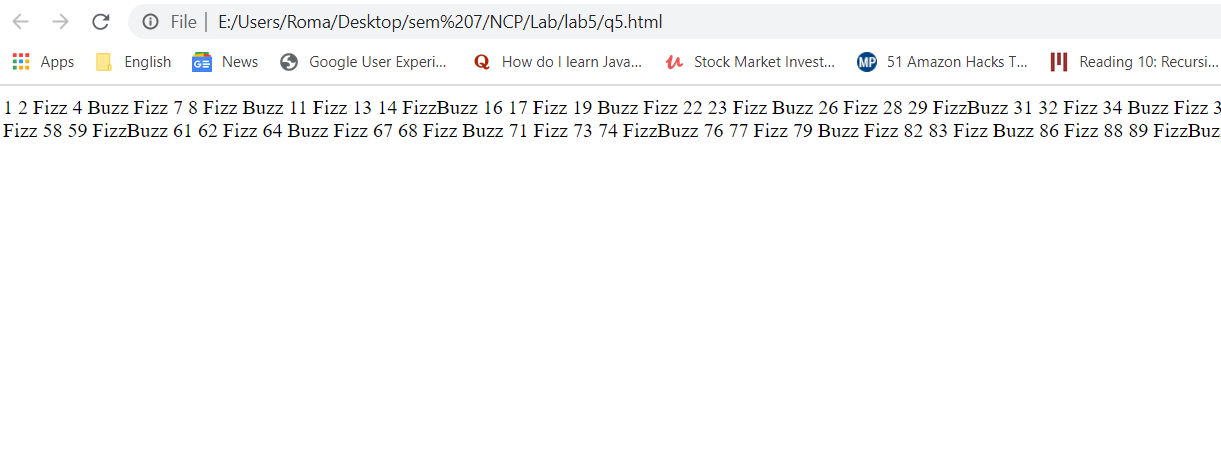 File | E:/Users/Roma/Desktop/sem%207/NCP/Lab/lab5/q5.html
Apps English News Google User Experi... Q How do I learn Java... Stock Market Invest... MP 51 Amazon Hacks T... Reading 10: Recursi...
1 2 Fizz 4 Buzz Fizz 7 8 Fizz Buzz 11 Fizz 13 14 FizzBuzz 16 17 Fizz 19 Buzz Fizz 22 23 Fizz Buzz 26 Fizz 28 29 FizzBuzz 31 32 Fizz 34 Buzz Fizz 3
Fizz 58 59 FizzBuzz 61 62 Fizz 64 Buzz Fizz 67 68 Fizz Buzz 71 Fizz 73 74 FizzBuzz 76 77 Fizz 79 Buzz Fizz 82 83 Fizz Buzz 86 Fizz 88 89 FizzBuz